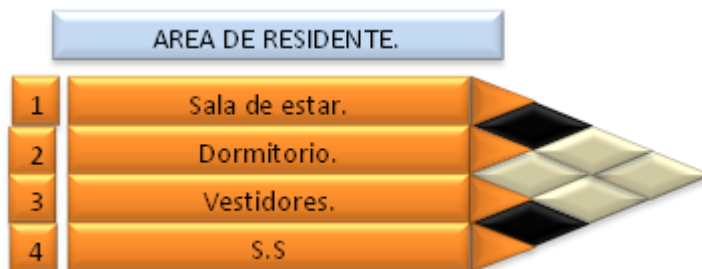 AREA DE RESIDENTE.
1 Sala de estar.
2 Dormitorio.
3 Vestidores.
4 S.S